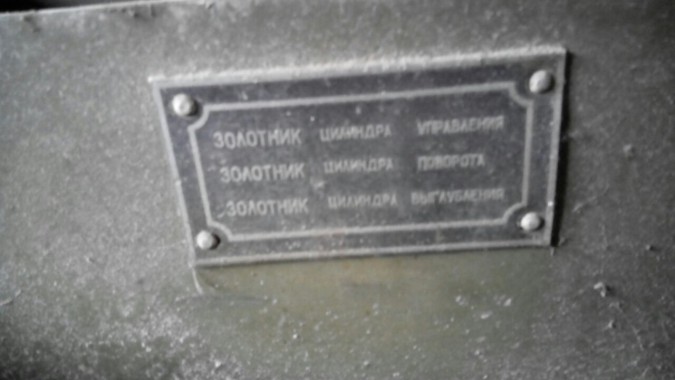 ЗОЛОТНИК ЦИЛИНДРА УПРАВЛЕНИЯ
ЗОЛОТНИК ЦИЛИНДРА ПОВОРОТА
ЗОЛОТНИК ЦИЛИНДРА ВЫГЛУБЛЕНИЯ